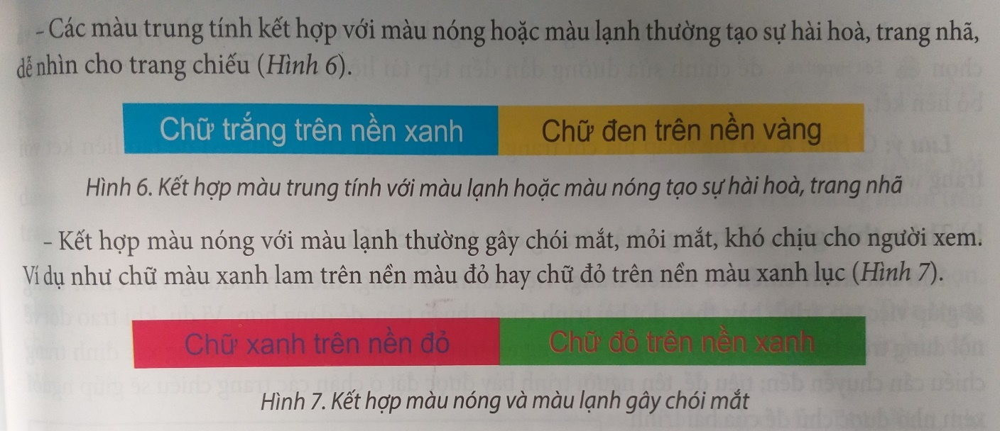 - Các màu trung tính kết hợp với màu nóng hoặc màu lạnh thường tạo sự hài hoà, trang nhã,
dễ nhìn cho trang chiếu (Hình 6).
Chữ trắng trên nền xanh Chữ đen trên nền vàng
Hình 6. Kết hợp màu trung tính với màu lạnh hoặc màu nóng tạo sự hài hoà, trang nhã
- Kết hợp màu nóng với màu lạnh thường gây chói mắt, mỏi mắt, khó chịu cho người xem.
Ví dụ như chữ màu xanh lam trên nền màu đỏ hay chữ đỏ trên nền màu xanh lục (Hình 7).
Chữ xanh trên nền đỏ Chữ đỏ trên nền xanh
Hình 7. Kết hợp màu nóng và màu lạnh gây chói mắt